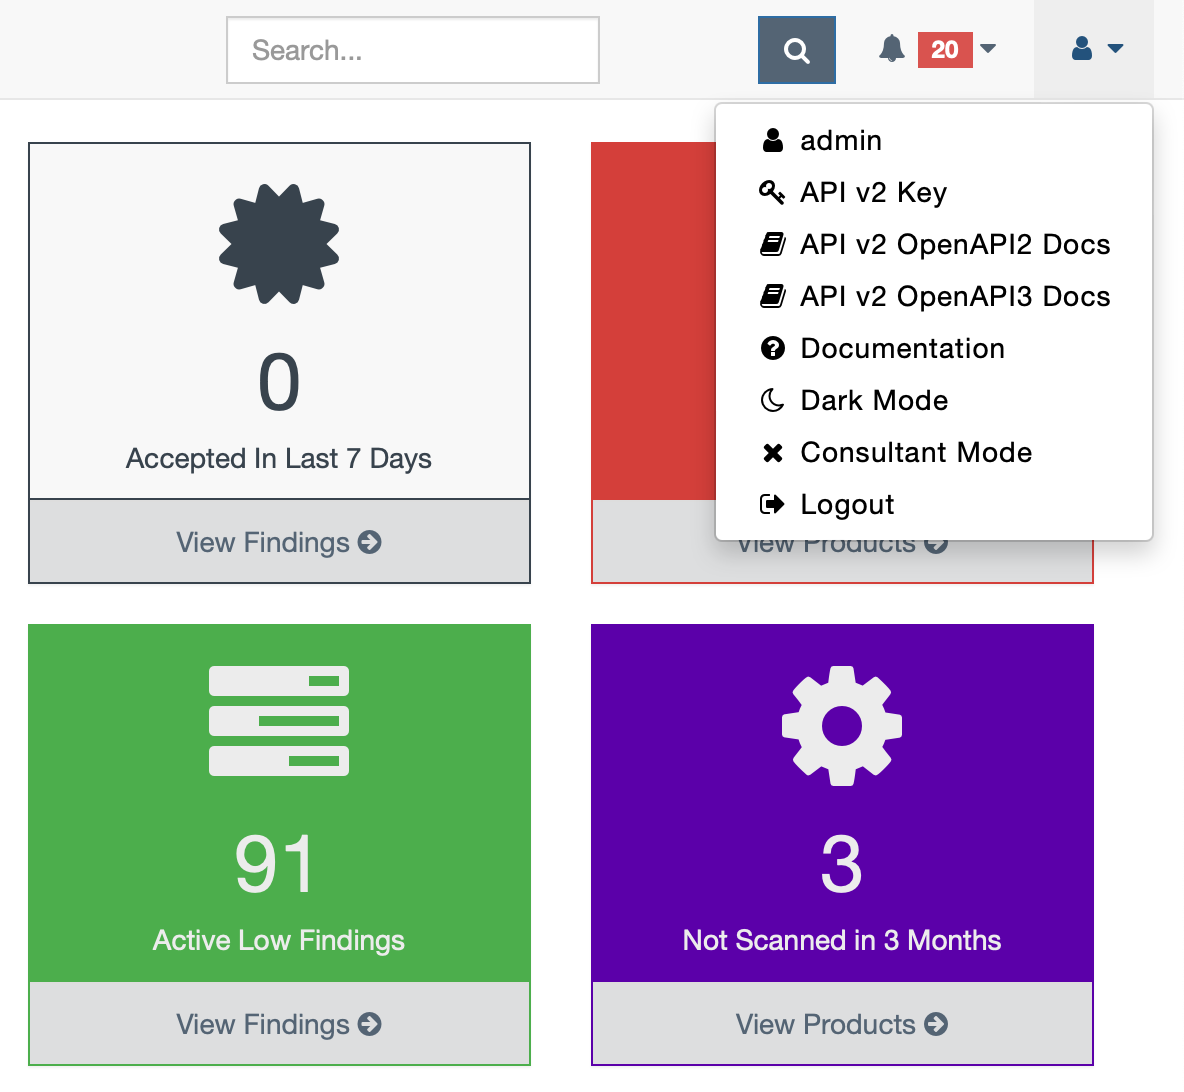 Search...
20
admin
API v2 Key
API v2 OpenAPI2 Docs
API v2 OpenAPI3 Docs
Documentation
Dark Mode
Consultant Mode
Logout
0
Accepted In Last 7 Days
View Findings
View Products
91
Active Low Findings
View Findings
3
Not Scanned in 3 Months
View Products